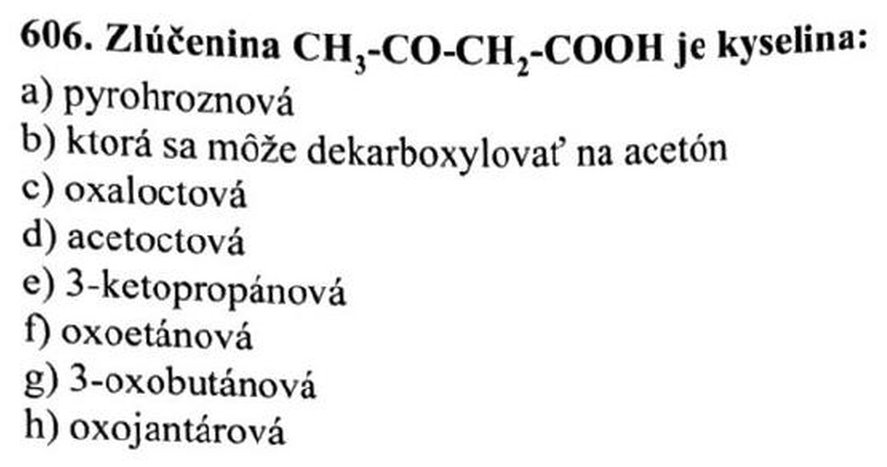 606. Zlúčenina CH₃-CO-CH₂-COOH je kyselina:
a) pyrohroznová
b) ktorá sa môže dekarboxylovať na acetón
c) oxaloctová
d) acetoctová
e) 3-ketopropánová
f) oxoetánová
g) 3-oxobutánová
h) oxojantárová